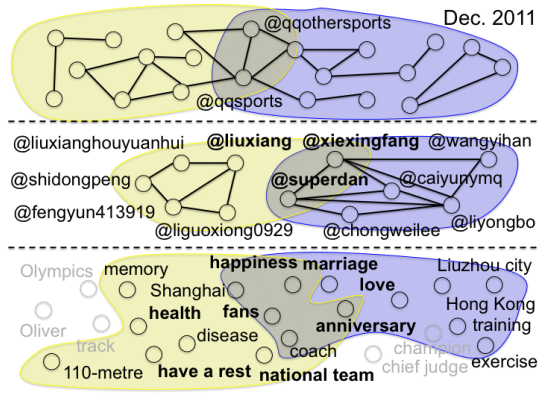 Dec. 2011
@qqothersports
@qqsports
@liuxianghouyuanhui @liuxiang @xiexingfang @wangyihan
@shidongpeng @superdan @caiyunymq
@fengyun413919 @liguoxiong0929 @chongweilee @liyongbo
happiness marriage Liuzhou city
Olympics memory
Shanghai love
health fans Hong Kong
Oliver anniversary training
track disease coach champion
110-metre have a rest national team chief judge exercise